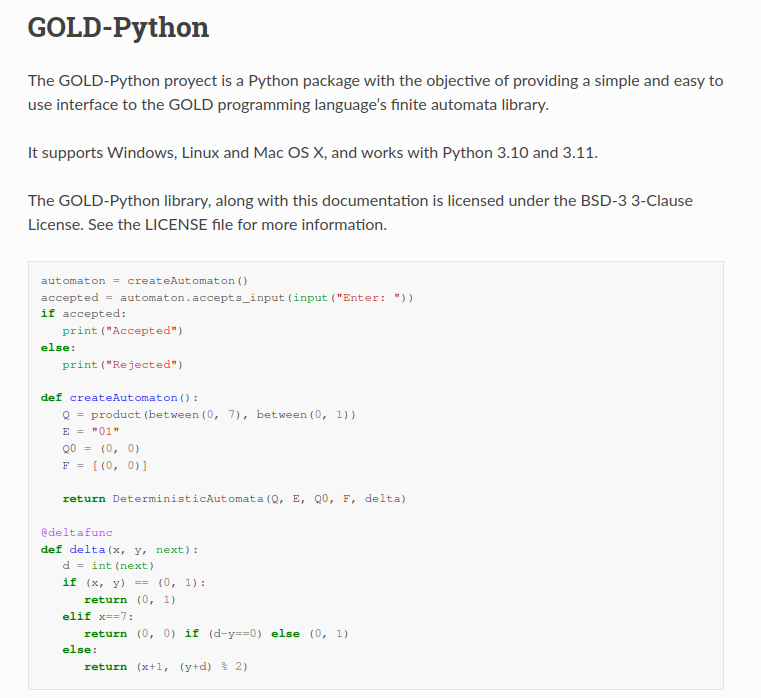 GOLD-Python
The GOLD-Python proyect is a Python package with the objective of providing a simple and easy to
use interface to the GOLD programming language’s finite automata library.
It supports Windows, Linux and Mac OS X, and works with Python 3.10 and 3.11.
The GOLD-Python library, along with this documentation is licensed under the BSD-3 3-Clause
License. See the LICENSE file for more information.
automaton = createAutomaton()
accepted = automaton.accepts_input(input("Enter: "))
if accepted:
   print("Accepted")
else:
   print("Rejected")
def createAutomaton():
   Q = product(between(0, 7), between(0, 1))
   E = "01"
   Q0 = (0, 0)
   F = [(0, 0)]
   return DeterministicAutomata(Q, E, Q0, F, delta)
@deltafunc
def delta(x, y, next):
   d = int(next)
   if (x, y) == (0, 1):
      return (0, 1)
   elif x==7:
      return (0, 0) if (d-y==0) else (0, 1)
   else:
      return (x+1, (y+d) % 2)